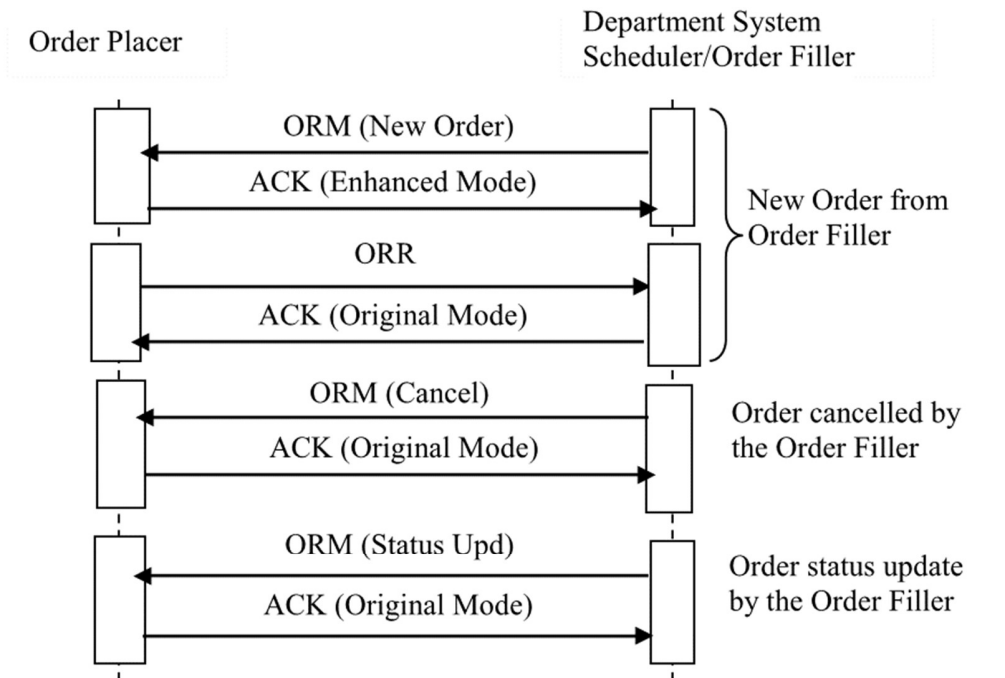 Order Placer
Department System
Scheduler/Order Filler
ORM (New Order)
ACK (Enhanced Mode)
New Order from
Order Filler
ORR
ACK (Original Mode)
ORM (Cancel)
ACK (Original Mode)
Order cancelled by
the Order Filler
ORM (Status Upd)
ACK (Original Mode)
Order status update
by the Order Filler